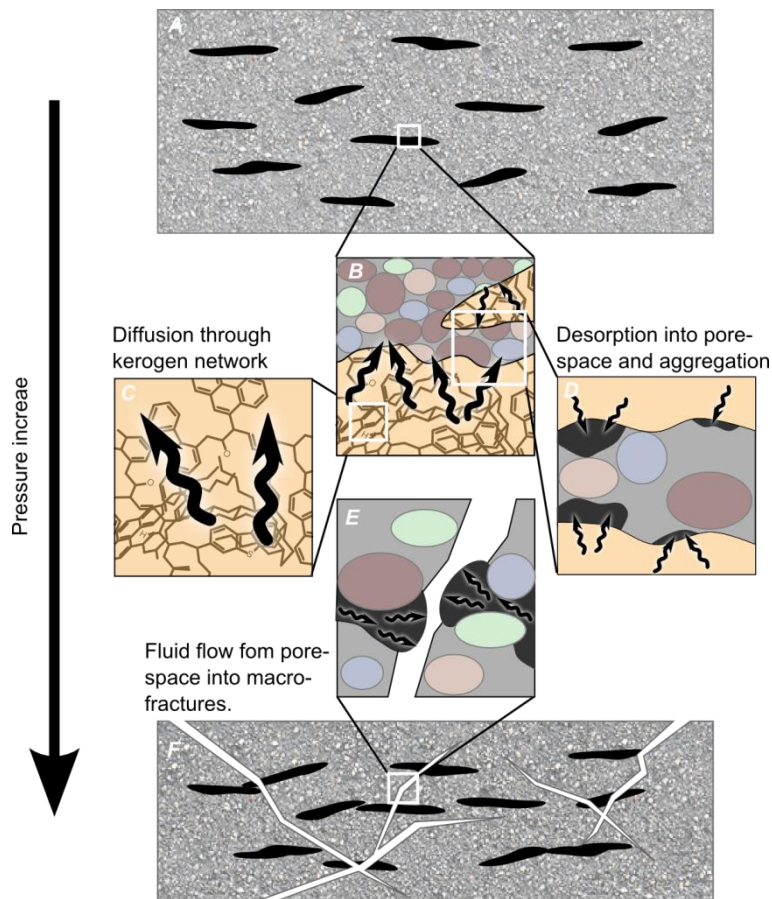 A
B
Diffusion through
kerogen network
Desorption into pore-
space and aggregation
C
D
Pressure increae
E
Fluid flow fom pore-
space into macro-
fractures.
F